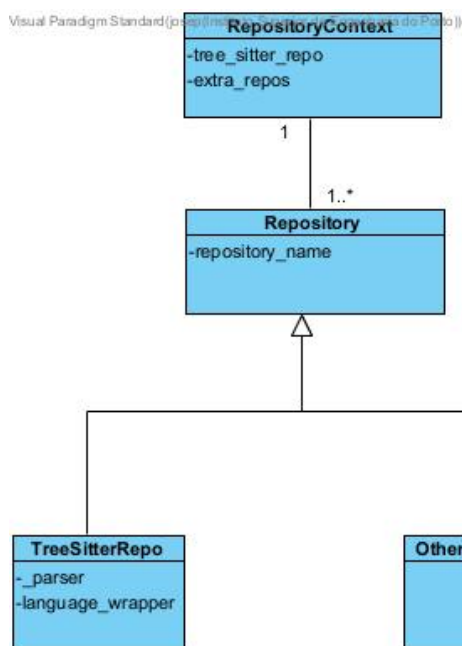 Visual Paradigm Standard(josep(Instituto Superior de Engenharia do Porto))
RepositoryContext
-tree_sitter_repo
-extra_repos
1
1..*
Repository
-repository_name
TreeSitterRepo
-_parser
-language_wrapper
Other